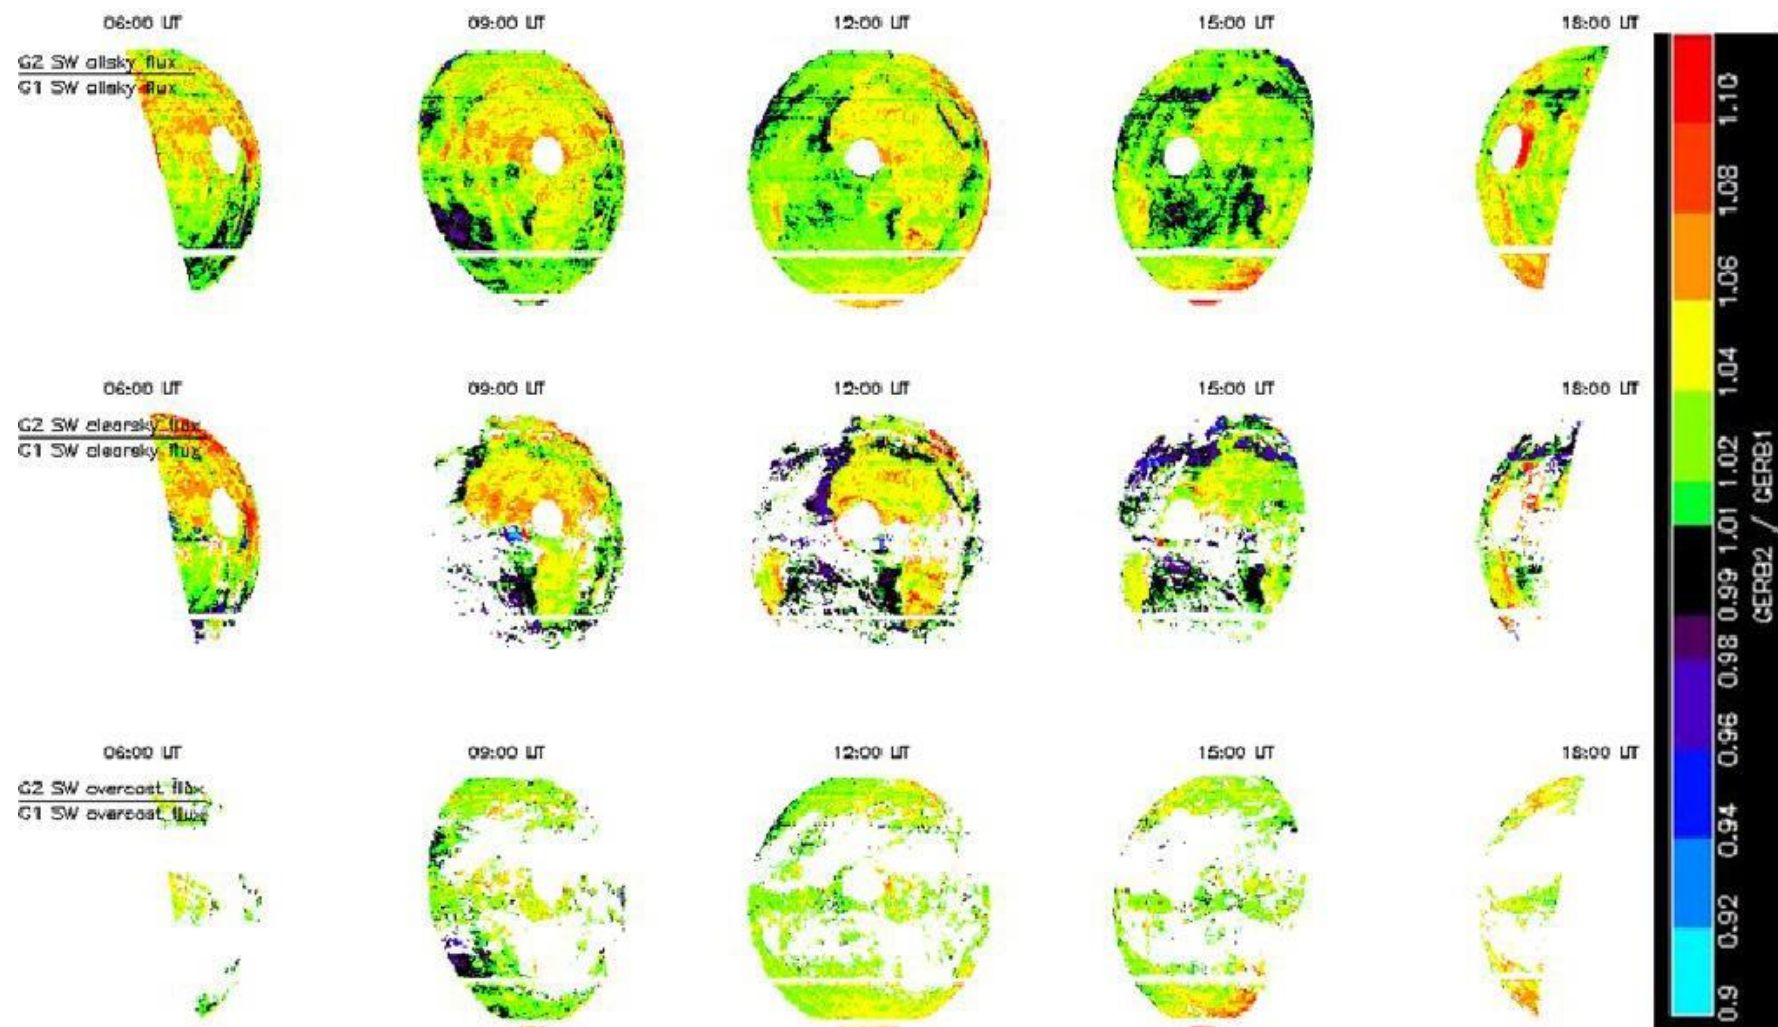 06:00 UT 09:00 UT 12:00 UT 15:00 UT 18:00 UT
G2 SW allsky flux
G1 SW allsky flux
06:00 UT 09:00 UT 12:00 UT 15:00 UT 18:00 UT
G2 SW clearsky flux
G1 SW clearsky flux
06:00 UT 09:00 UT 12:00 UT 15:00 UT 18:00 UT
G2 SW overcast flux
G1 SW overcast flux
0.9 0.92 0.94 0.96 0.98 0.99 1.01 1.02 1.04 1.06 1.08 1.10
GERB2 / GERB1